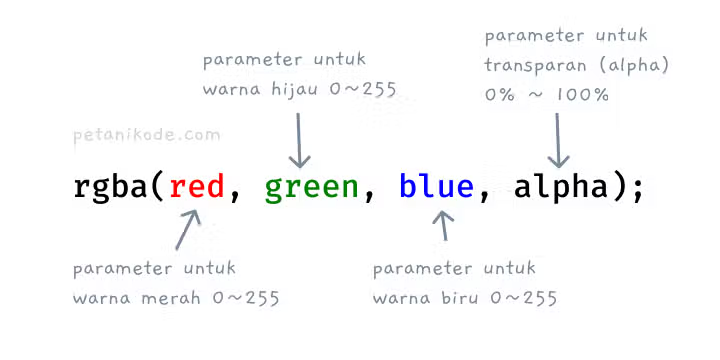 parameter untuk
warna hijau 0~255
parameter untuk
transparan (alpha)
0% ~ 100%
petanikode.com
rgba(red, green, blue, alpha);
parameter untuk
warna merah 0~255
parameter untuk
warna biru 0~255